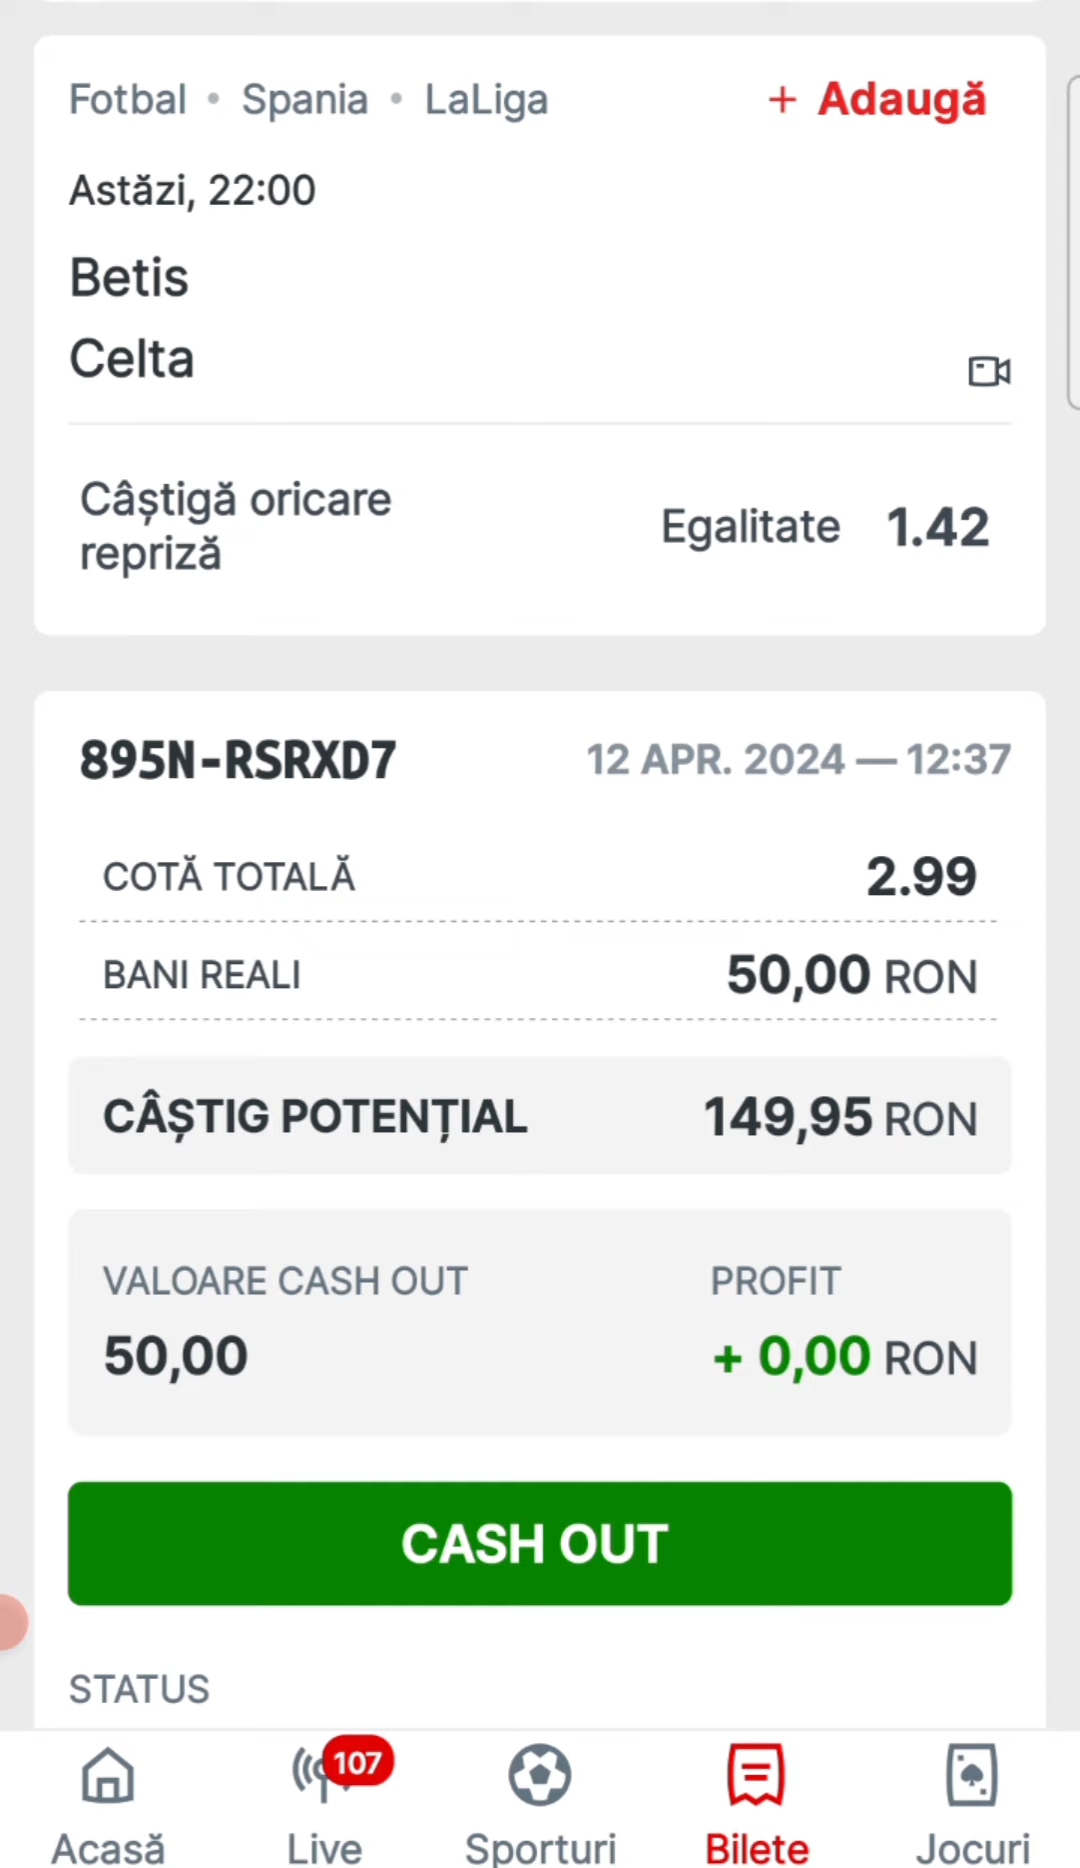 Fotbal • Spania • LaLiga + Adaugă
Astăzi, 22:00
Betis
Celta
Câștigă oricare
repriză
Egalitate 1.42
895N-RSRXD7 12 APR. 2024 — 12:37
COTĂ TOTALĂ 2.99
BANI REALI 50,00 RON
CÂȘTIG POTENȚIAL 149,95 RON
VALOARE CASH OUT PROFIT
50,00 + 0,00 RON
CASH OUT
STATUS
107
Acasă Live Sporturi Bilete Jocuri